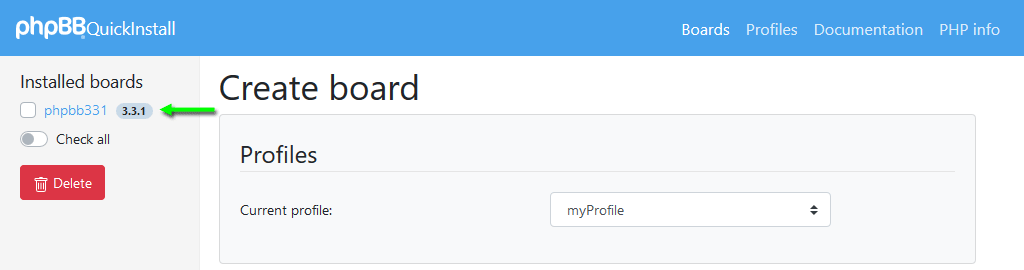 phpBB QuickInstall
Boards Profiles Documentation PHP info
Installed boards
phpbb331 3.3.1
Check all
Delete
Create board
Profiles
Current profile: myProfile